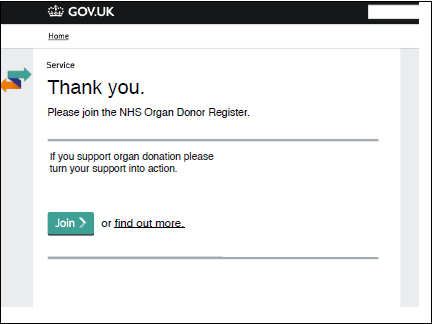 GOV.UK
Home
Service
Thank you.
Please join the NHS Organ Donor Register.
If you support organ donation please
turn your support into action.
Join or find out more.